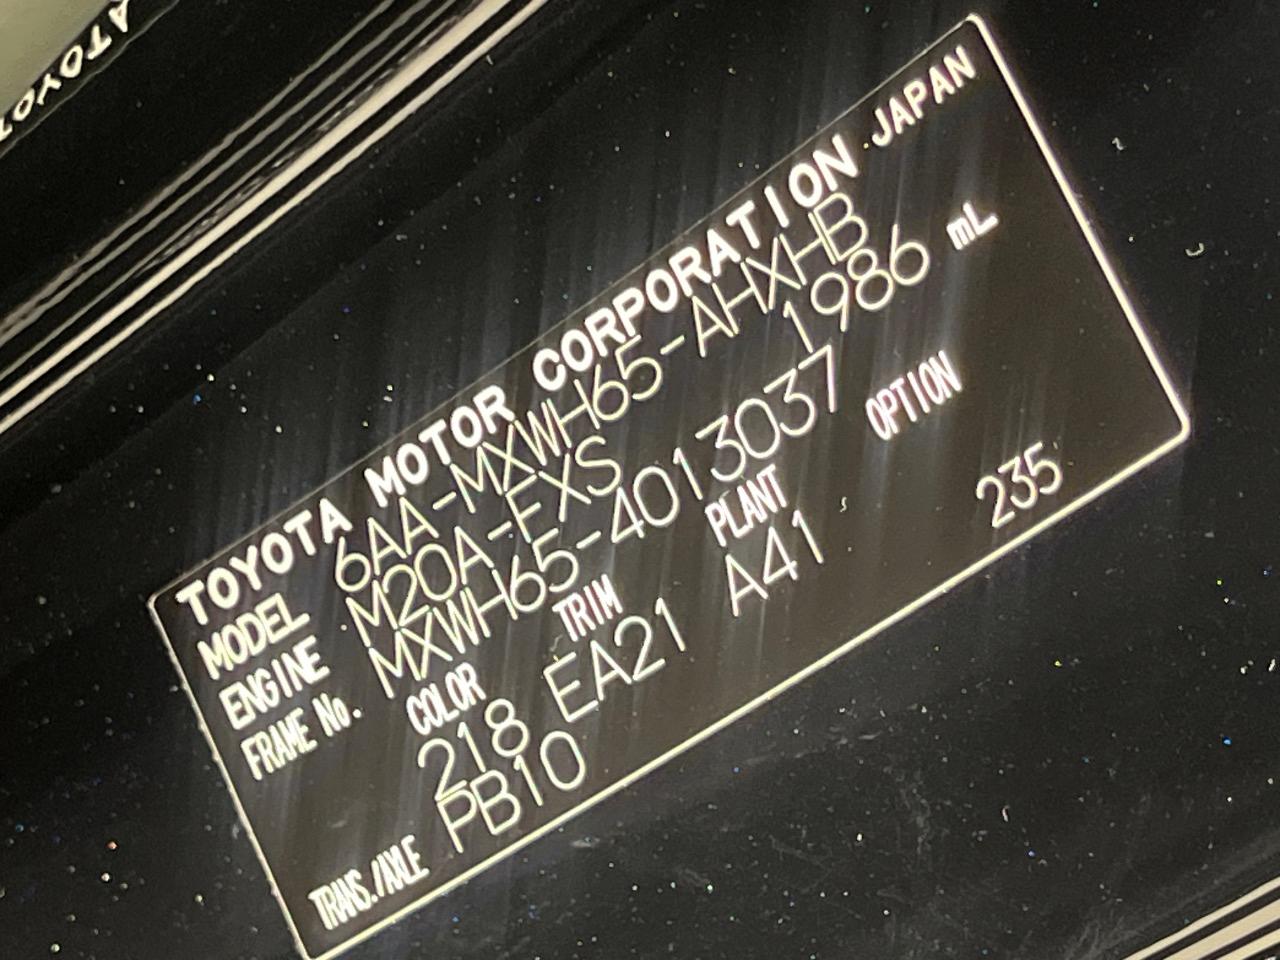 TOYOTA MOTOR CORPORATION JAPAN
MODEL 6AA-MXWH65-AHXHB
ENGINE M20A-FXS 1986 mL
FRAME No. MXWH65-4013037
COLOR TRIM PLANT OPTION
218 EA21 A41
TRANS./AXLE PB10 235